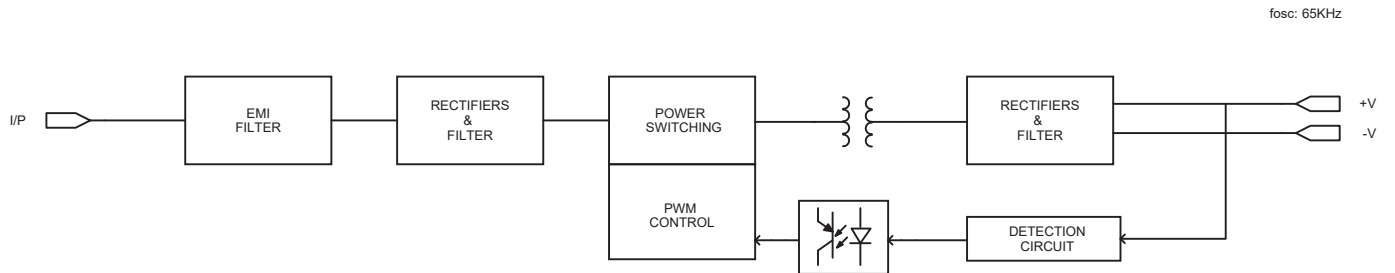 fosc: 65KHz
I/P
EMI
FILTER
RECTIFIERS
&
FILTER
POWER
SWITCHING
RECTIFIERS
&
FILTER
+V
-V
PWM
CONTROL
DETECTION
CIRCUIT